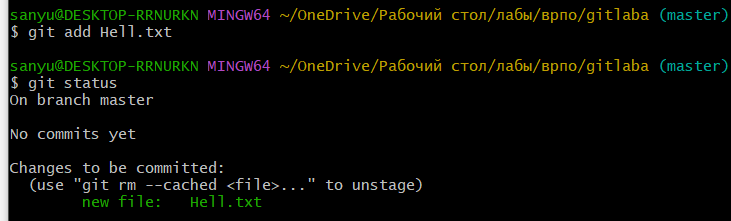 sanyu@DESKTOP-RRNURKN MINGW64 ~/OneDrive/Рабочий стол/лабы/врпо/gitlaba (master)
$ git add Hell.txt
sanyu@DESKTOP-RRNURKN MINGW64 ~/OneDrive/Рабочий стол/лабы/врпо/gitlaba (master)
$ git status
On branch master
No commits yet
Changes to be committed:
(use "git rm --cached <file>..." to unstage)
new file:   Hell.txt